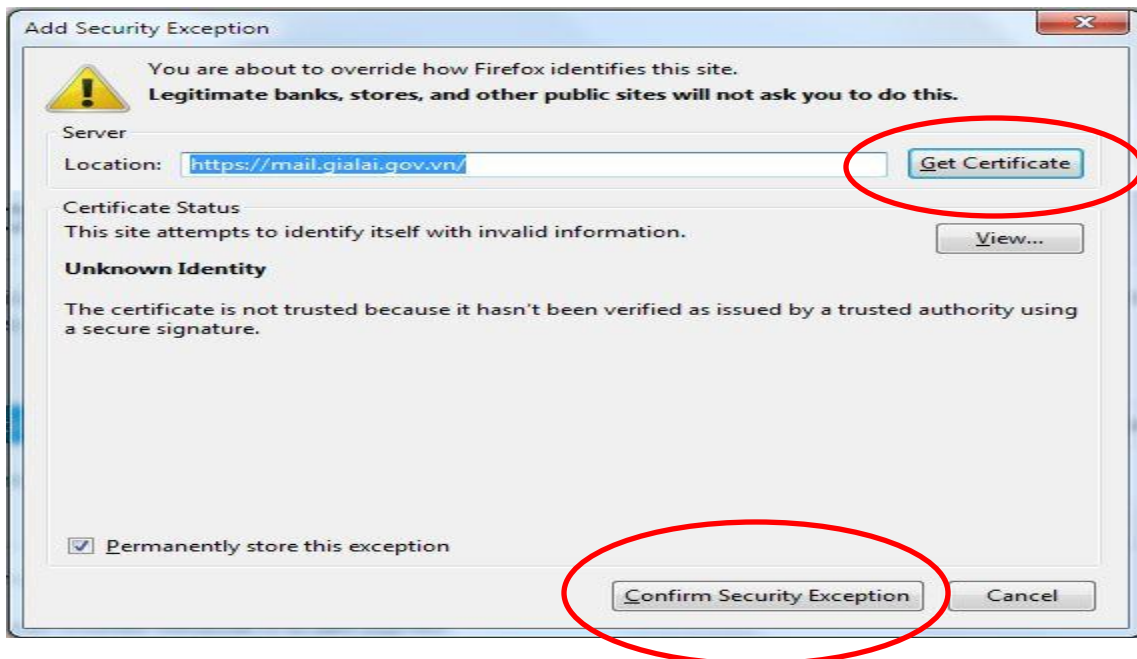 Add Security Exception
You are about to override how Firefox identifies this site.
Legitimate banks, stores, and other public sites will not ask you to do this.
Server
Location: https://mail.gialai.gov.vn/ Get Certificate
Certificate Status
This site attempts to identify itself with invalid information.
View...
Unknown Identity
The certificate is not trusted because it hasn't been verified as issued by a trusted authority using
a secure signature.
Permanently store this exception
Confirm Security Exception Cancel